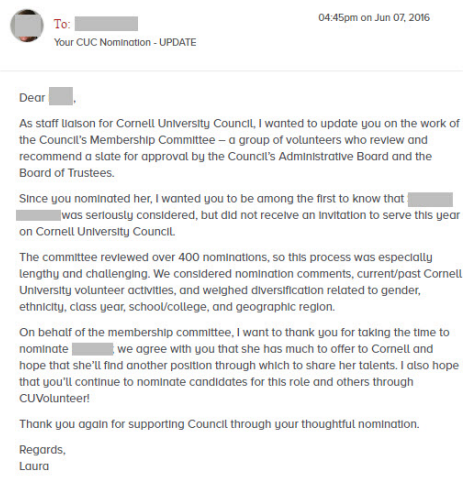 To:
04:45pm on Jun 07, 2016
Your CUC Nomination - UPDATE
Dear ,
As staff liaison for Cornell University Council, I wanted to update you on the work of
the Council's Membership Committee – a group of volunteers who review and
recommend a slate for approval by the Council's Administrative Board and the
Board of Trustees.
Since you nominated her, I wanted you to be among the first to know that
was seriously considered, but did not receive an invitation to serve this year
on Cornell University Council.
The committee reviewed over 400 nominations, so this process was especially
lengthy and challenging. We considered nomination comments, current/past Cornell
University volunteer activities, and weighed diversification related to gender,
ethnicity, class year, school/college, and geographic region.
On behalf of the membership committee, I want to thank you for taking the time to
nominate , we agree with you that she has much to offer to Cornell and
hope that she'll find another position through which to share her talents. I also hope
that you'll continue to nominate candidates for this role and others through
CUVolunteer!
Thank you again for supporting Council through your thoughtful nomination.
Regards,
Laura